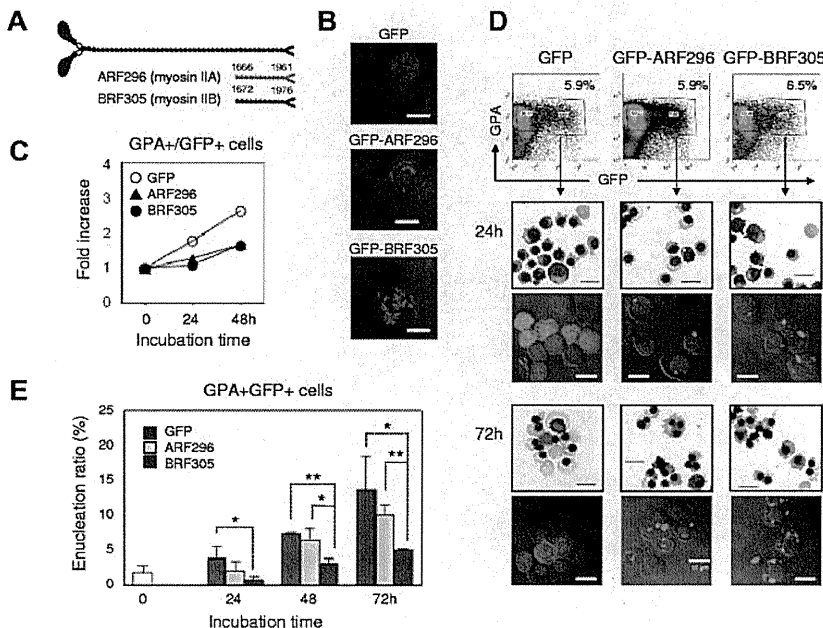 A
1666 1961
ARF296 (myosin IIA)
1672 1976
BRF305 (myosin IIB)
B
GFP
GFP-ARF296
GFP-BRF305
C
GPA+/GFP+ cells
GFP
ARF296
BRF305
Fold increase
4
3
2
1
0
0 24 48h
Incubation time
D
GFP GFP-ARF296 GFP-BRF305
5.9% 5.9% 6.5%
GPA
GFP
24h
72h
E
GPA+GFP+ cells
GFP
ARF296
BRF305
Enucleation ratio (%)
25
20
15
10
5
0
* ** * * **
0 24 48 72h
Incubation time